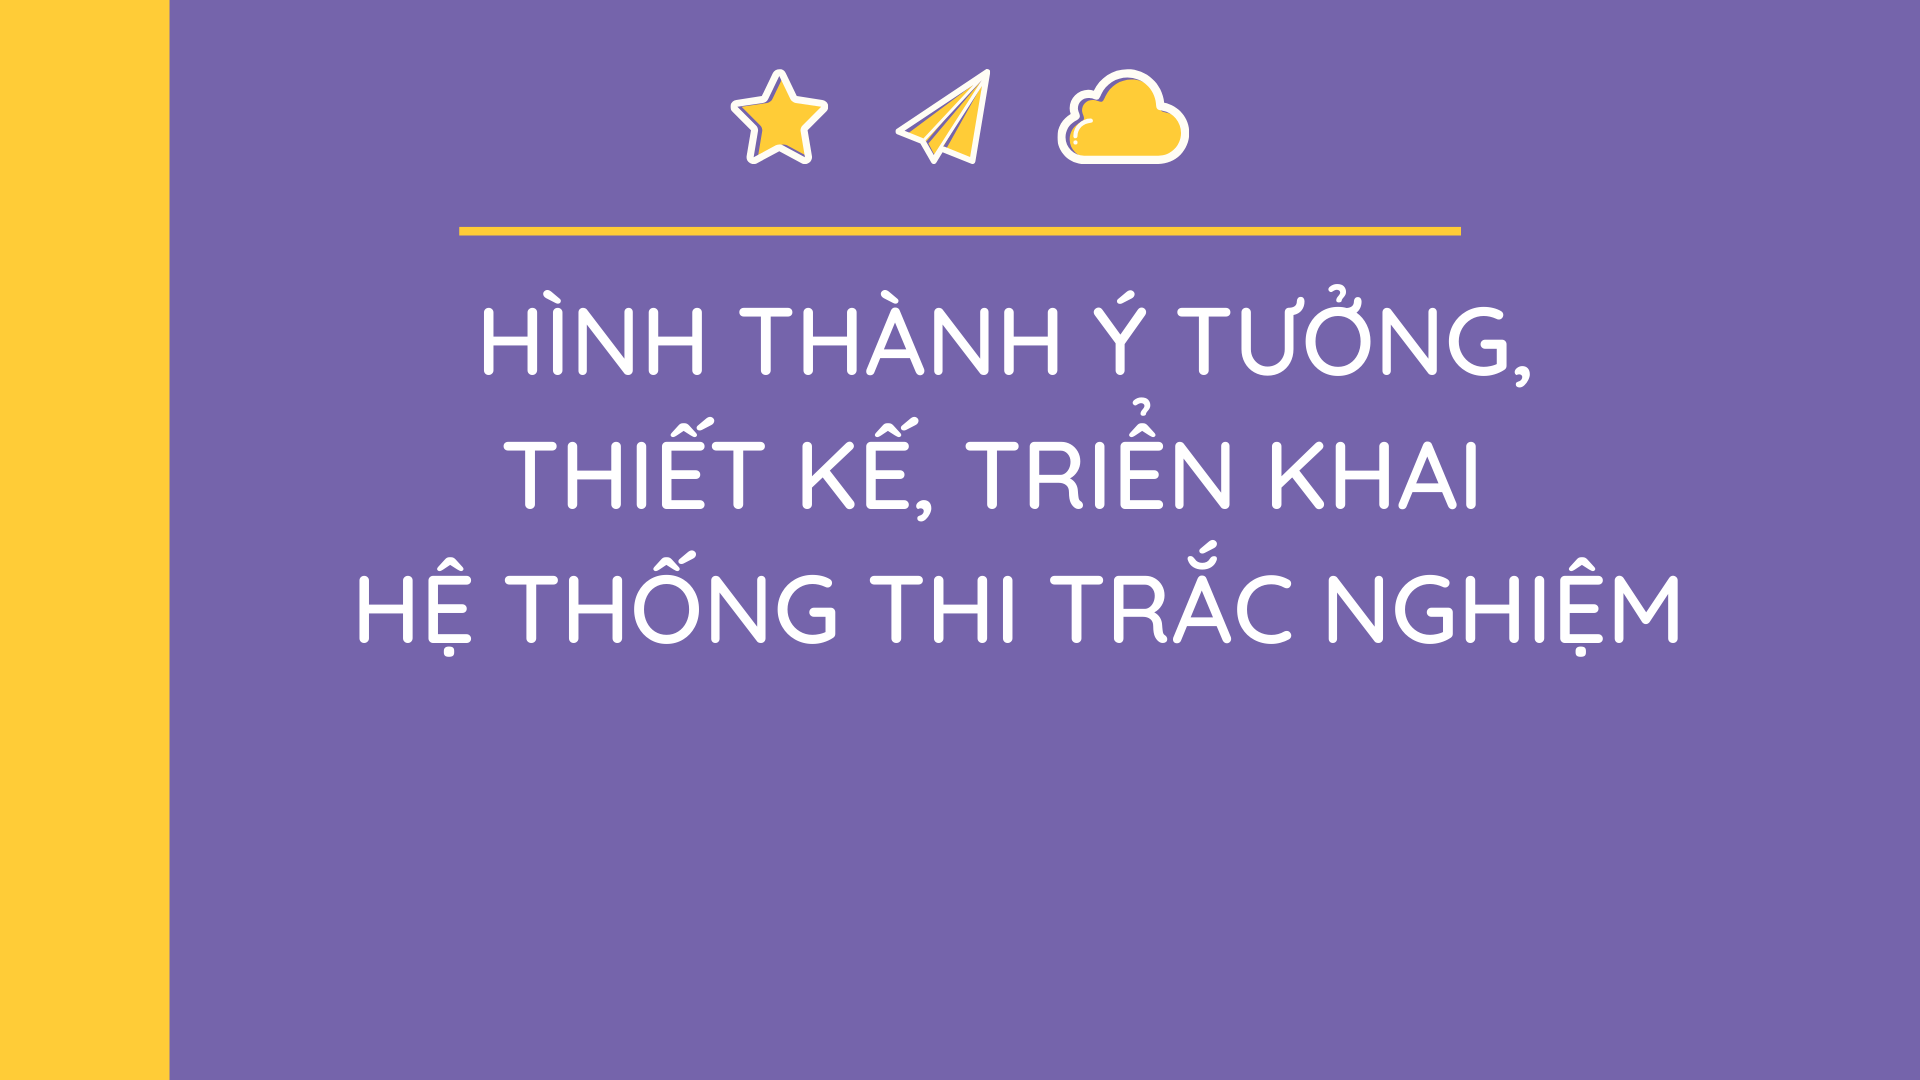 HÌNH THÀNH Ý TƯỞNG,
THIẾT KẾ, TRIỂN KHAI
HỆ THỐNG THI TRẮC NGHIỆM